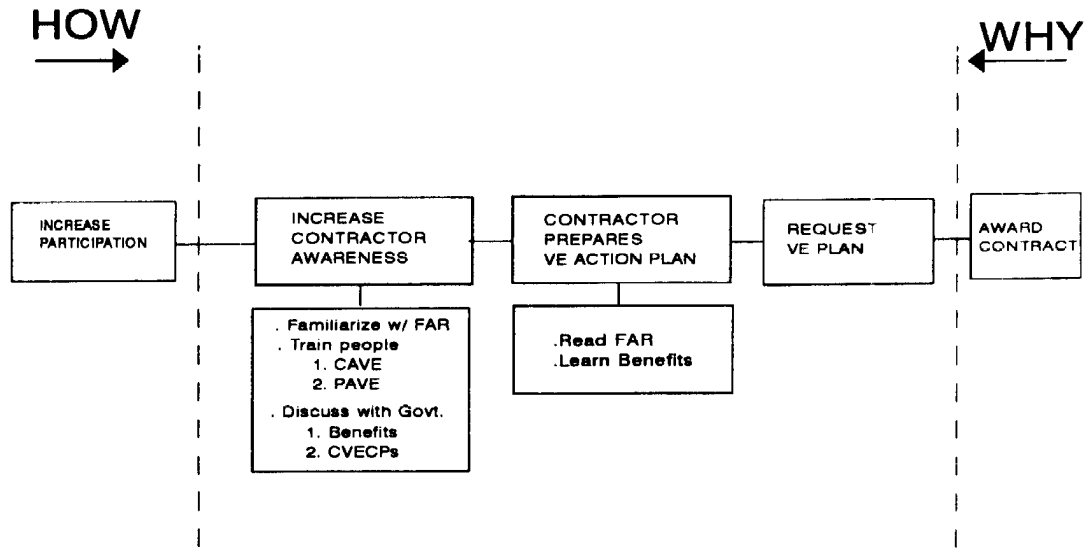 HOW
WHY
INCREASE
PARTICIPATION
INCREASE
CONTRACTOR
AWARENESS
CONTRACTOR
PREPARES
VE ACTION PLAN
REQUEST
VE PLAN
AWARD
CONTRACT
. Familiarize w/ FAR
. Train people
1. CAVE
2. PAVE
. Discuss with Govt.
1. Benefits
2. CVECPs
.Read FAR
.Learn Benefits